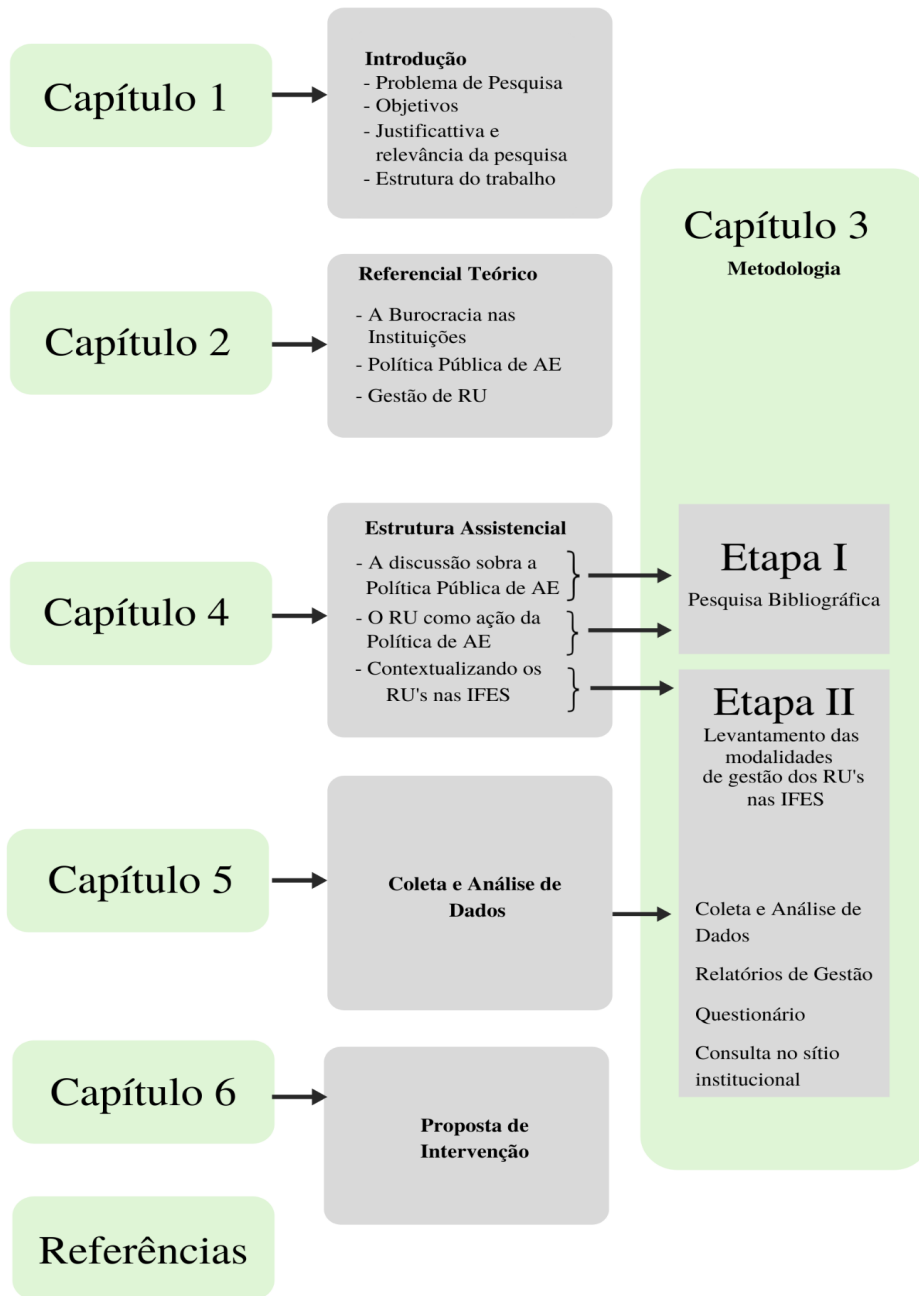 Capítulo 1
Introdução
- Problema de Pesquisa
- Objetivos
- Justificattiva e
relevância da pesquisa
- Estrutura do trabalho
Capítulo 2
Referencial Teórico
- A Burocracia nas
Instituições
- Política Pública de AE
- Gestão de RU
Capítulo 3
Metodologia
Capítulo 4
Estrutura Assistencial
- A discussão sobra a
Política Pública de AE
- O RU como ação da
Política de AE
- Contextualizando os
RU's nas IFES
Etapa I
Pesquisa Bibliográfica
Etapa II
Levantamento das
modalidades
de gestão dos RU's
nas IFES
Coleta e Análise de
Dados
Relatórios de Gestão
Questionário
Consulta no sítio
institucional
Capítulo 5
Coleta e Análise de
Dados
Capítulo 6
Proposta de
Intervenção
Referências